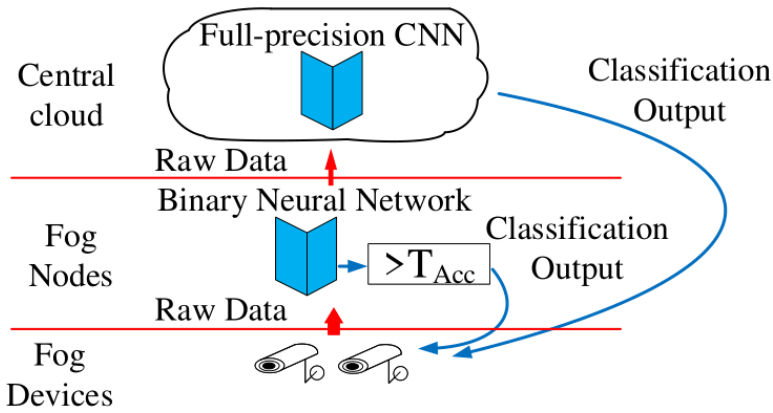 Full-precision CNN
Central
cloud
Classification
Output
Raw Data
Binary Neural Network
Fog
Nodes
>T_Acc
Classification
Output
Raw Data
Fog
Devices